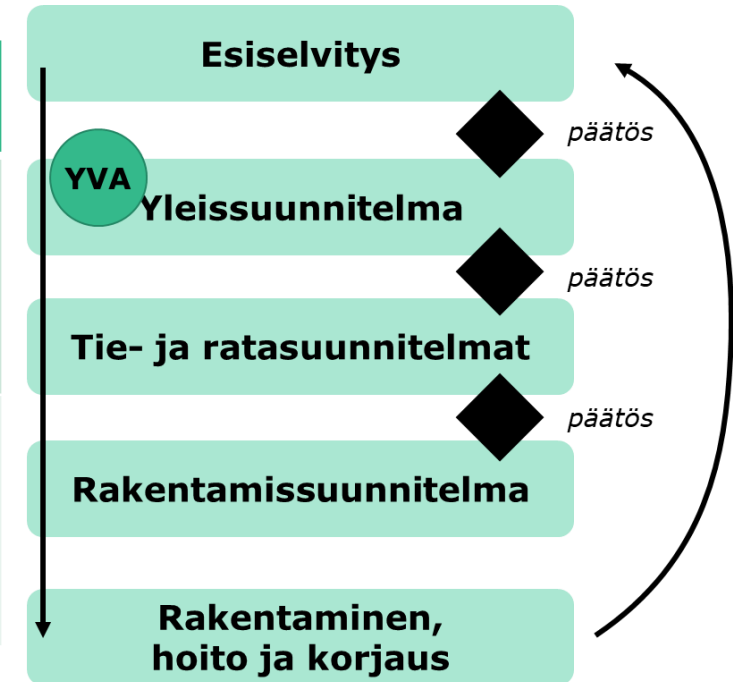 Esiselvitys
päätös
YVA
Yleissuunnitelma
päätös
Tie- ja ratasuunnitelmat
päätös
Rakentamissuunnitelma
Rakentaminen,
hoito ja korjaus